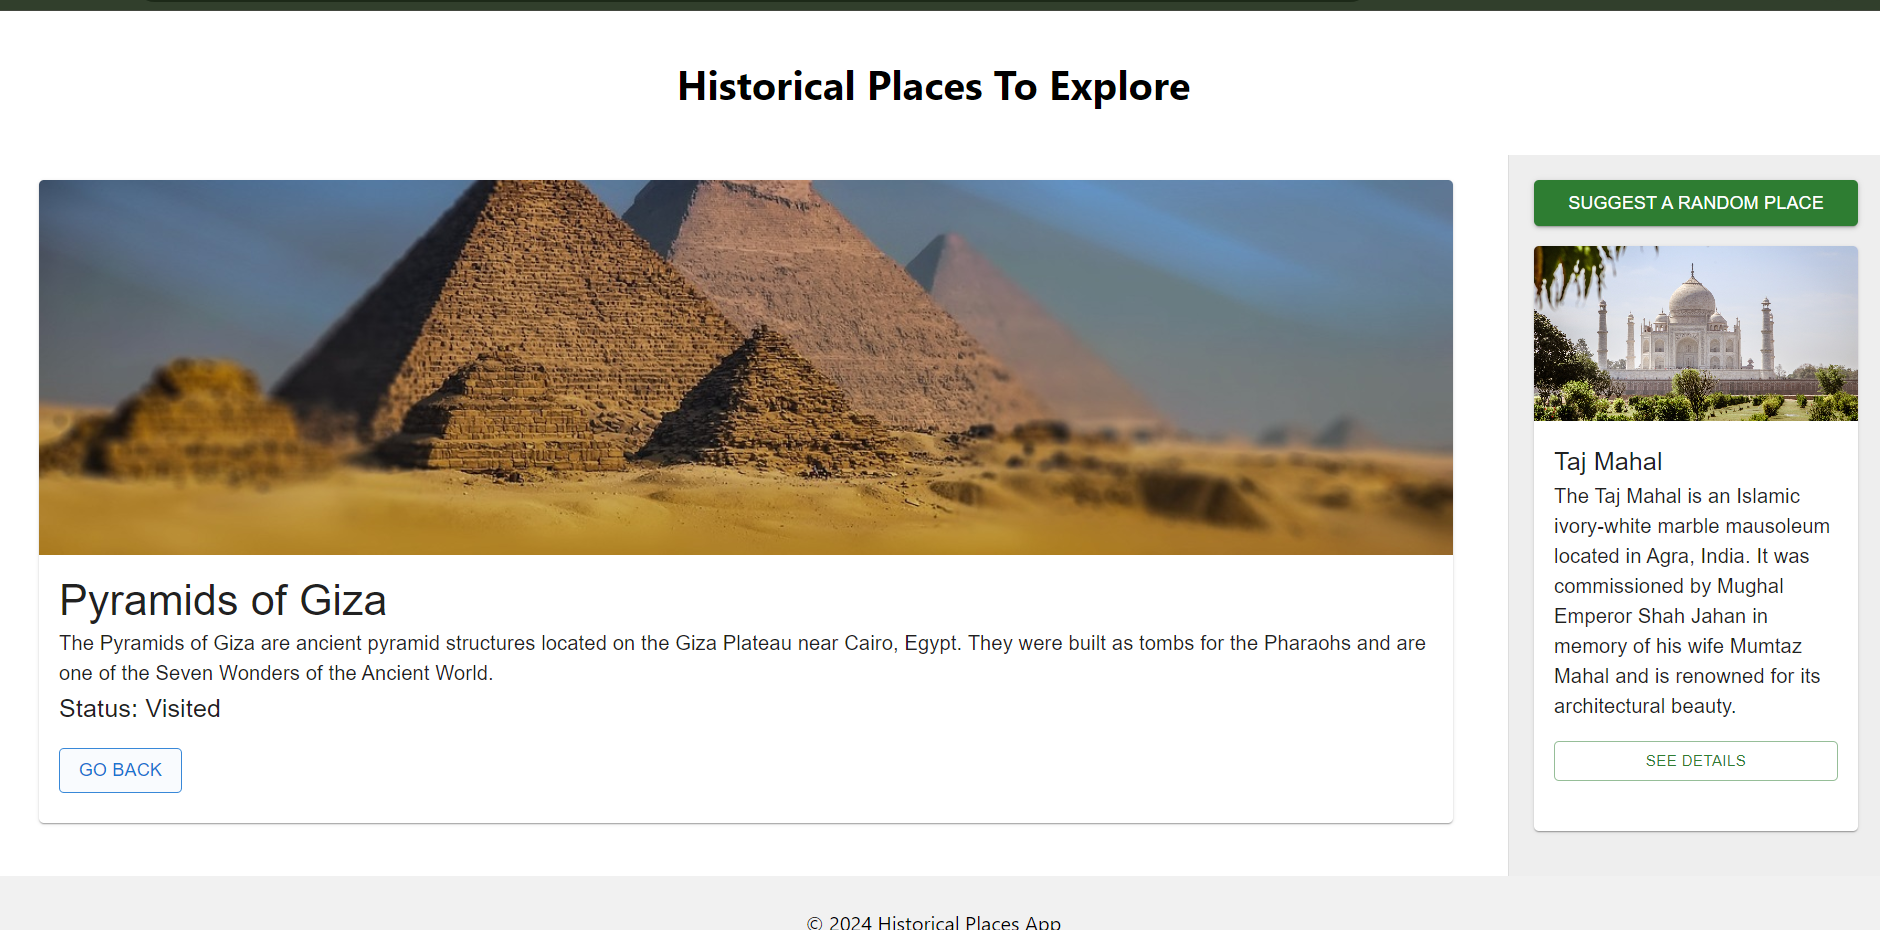 Historical Places To Explore
Pyramids of Giza
The Pyramids of Giza are ancient pyramid structures located on the Giza Plateau near Cairo, Egypt. They were built as tombs for the Pharaohs and are
one of the Seven Wonders of the Ancient World.
Status: Visited
GO BACK
SUGGEST A RANDOM PLACE
Taj Mahal
The Taj Mahal is an Islamic
ivory-white marble mausoleum
located in Agra, India. It was
commissioned by Mughal
Emperor Shah Jahan in
memory of his wife Mumtaz
Mahal and is renowned for its
architectural beauty.
SEE DETAILS
© 2024 Historical Places App